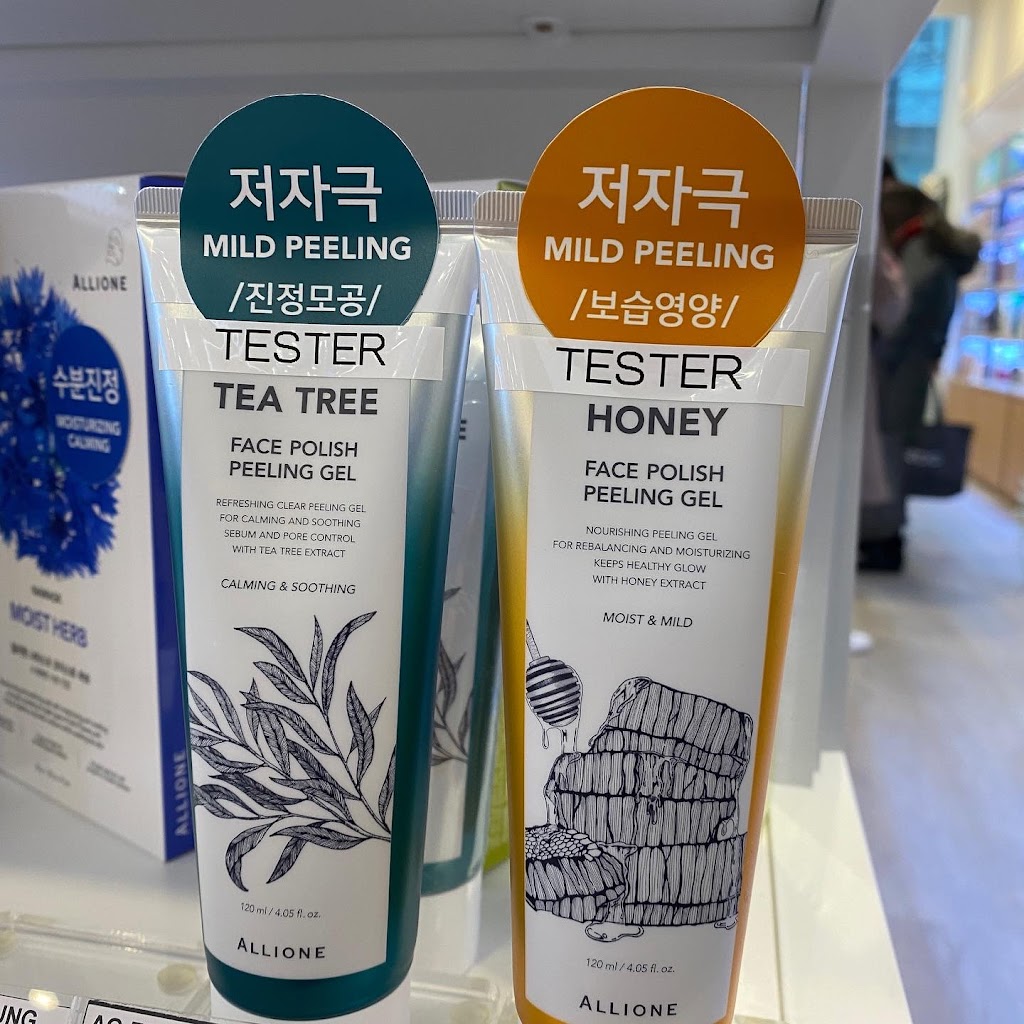 ALLIONE
수분진정
MOISTURIZING
CALMING
MOIST HERB
ALLIONE
저자극
MILD PEELING
/진정모공/
TESTER
TEA TREE
FACE POLISH
PEELING GEL
REFRESHING CLEAR PEELING GEL
FOR CALMING AND SOOTHING
SEBUM AND PORE CONTROL
WITH TEA TREE EXTRACT
CALMING & SOOTHING
120 ml / 4.05 fl. oz.
ALLIONE
저자극
MILD PEELING
/보습영양/
TESTER
HONEY
FACE POLISH
PEELING GEL
NOURISHING PEELING GEL
FOR REBALANCING AND MOISTURIZING
KEEPS HEALTHY GLOW
WITH HONEY EXTRACT
MOIST & MILD
120 ml / 4.05 fl. oz.
ALLIONE